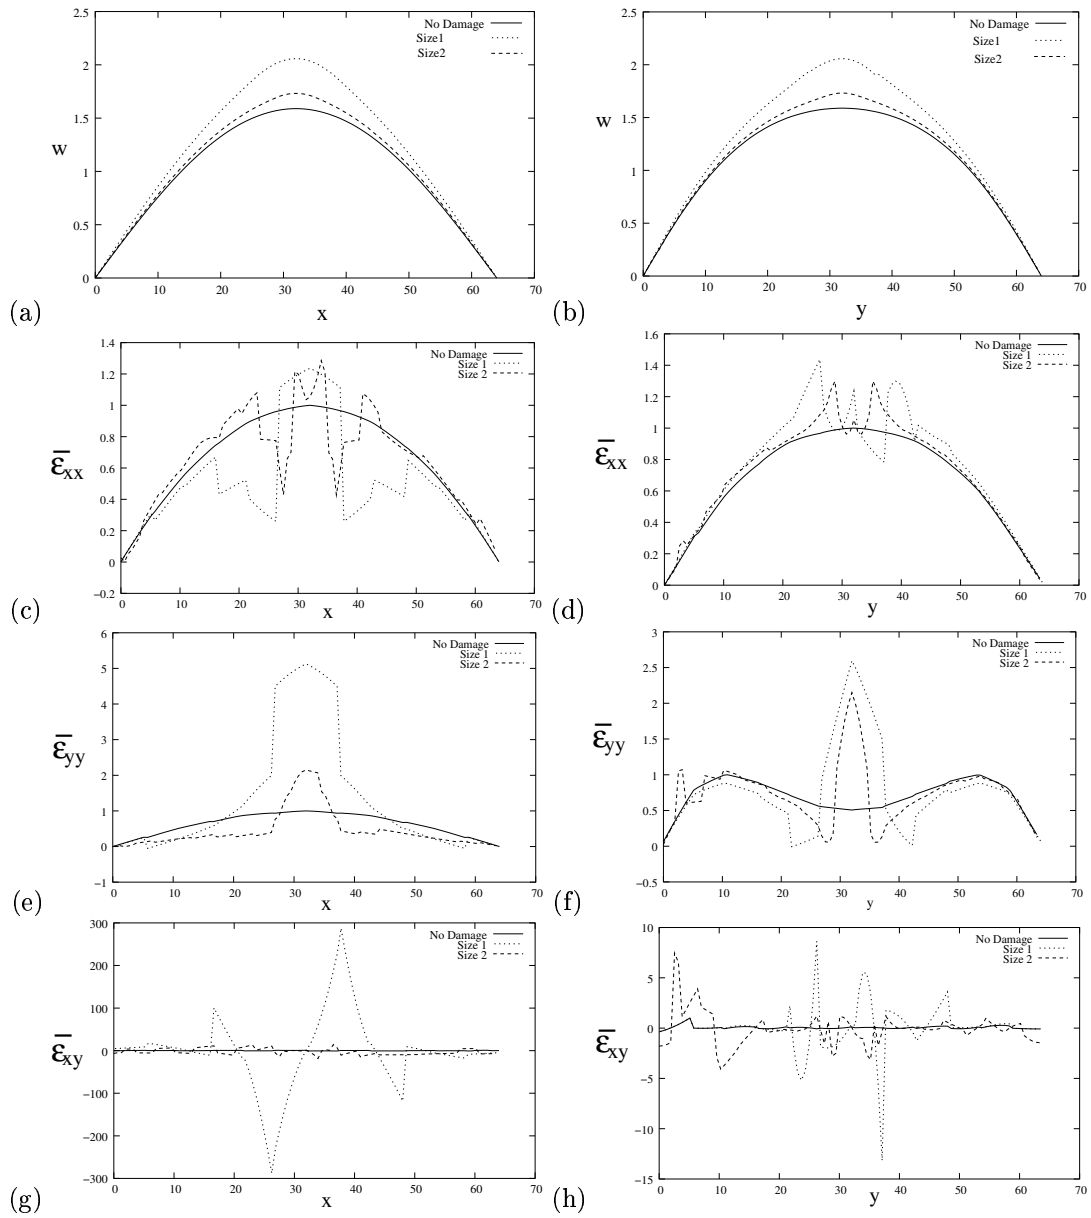 2.5
2
1.5
1
0.5
0
w
No Damage
Size1
Size2
0 10 20 30 40 50 60 70
x
(a)
2.5
2
1.5
1
0.5
0
w
No Damage
Size1
Size2
0 10 20 30 40 50 60 70
y
(b)
1.4
1.2
1
0.8
0.6
0.4
0.2
0
−0.2
ε̅xx
No Damage
Size 1
Size 2
0 10 20 30 40 50 60 70
x
(c)
1.6
1.4
1.2
1
0.8
0.6
0.4
0.2
0
ε̅xx
No Damage
Size 1
Size 2
0 10 20 30 40 50 60 70
y
(d)
6
5
4
3
2
1
0
−1
ε̅yy
No Damage
Size 1
Size 2
0 10 20 30 40 50 60 70
x
(e)
3
2.5
2
1.5
1
0.5
0
−0.5
ε̅yy
No Damage
Size 1
Size 2
0 10 20 30 40 50 60 70
y
(f)
300
200
100
0
−100
−200
−300
ε̅xy
No Damage
Size 1
Size 2
0 10 20 30 40 50 60 70
x
(g)
10
5
0
−5
−10
−15
ε̅xy
No Damage
Size 1
Size 2
0 10 20 30 40 50 60 70
y
(h)